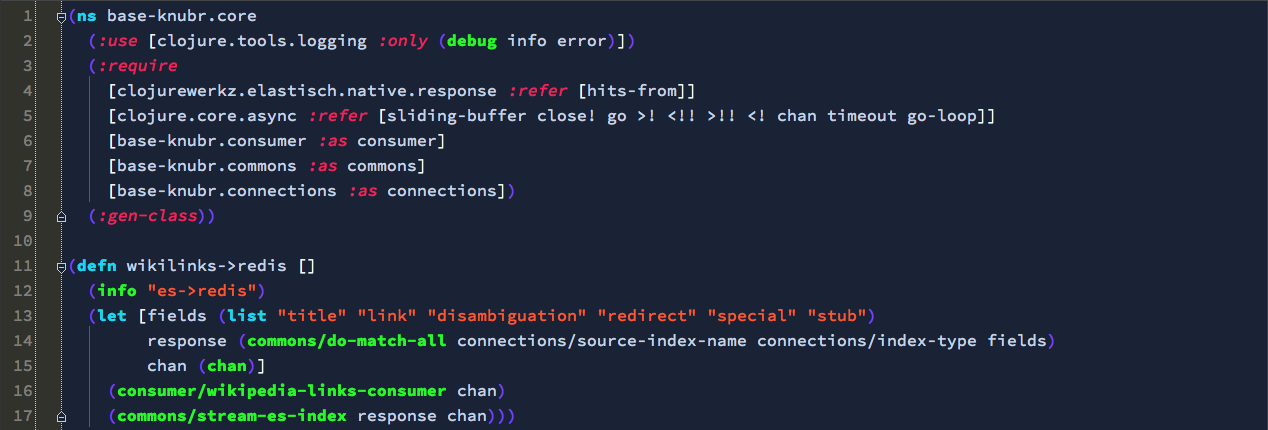 1 (ns base-knubr.core
2   (:use [clojure.tools.logging :only (debug info error)])
3   (:require
4     [clojurewerkz.elastisch.native.response :refer [hits-from]]
5     [clojure.core.async :refer [sliding-buffer close! go >! <!! >!! <! chan timeout go-loop]]
6     [base-knubr.consumer :as consumer]
7     [base-knubr.commons :as commons]
8     [base-knubr.connections :as connections])
9   (:gen-class))
10
11 (defn wikilinks->redis []
12   (info "es->redis")
13   (let [fields (list "title" "link" "disambiguation" "redirect" "special" "stub")
14         response (commons/do-match-all connections/source-index-name connections/index-type fields)
15         chan (chan)]
16     (consumer/wikipedia-links-consumer chan)
17     (commons/stream-es-index response chan)))